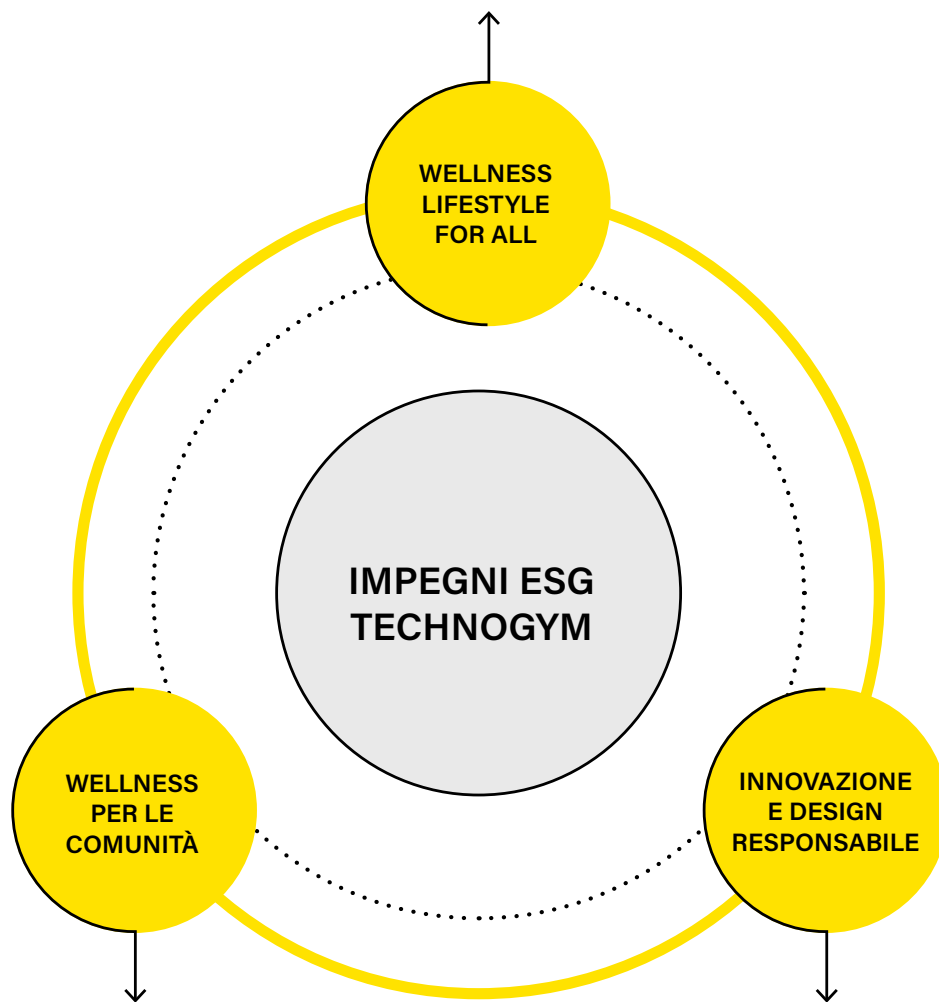 WELLNESS
LIFESTYLE
FOR ALL
IMPEGNI ESG
TECHNOGYM
WELLNESS
PER LE
COMUNITÀ
INNOVAZIONE
E DESIGN
RESPONSABILE